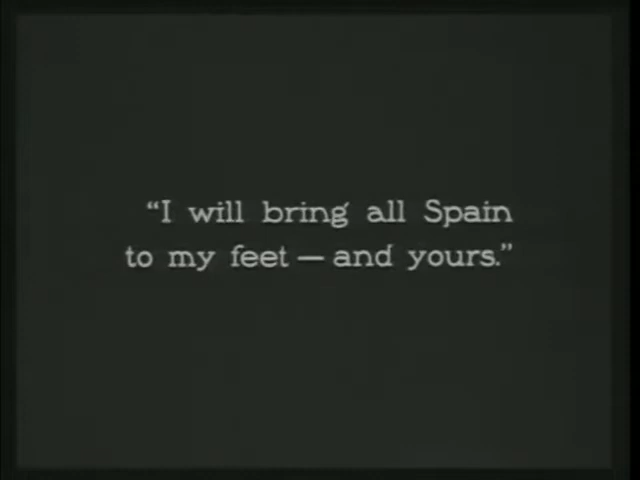 “I will bring all Spain
to my feet — and yours.”